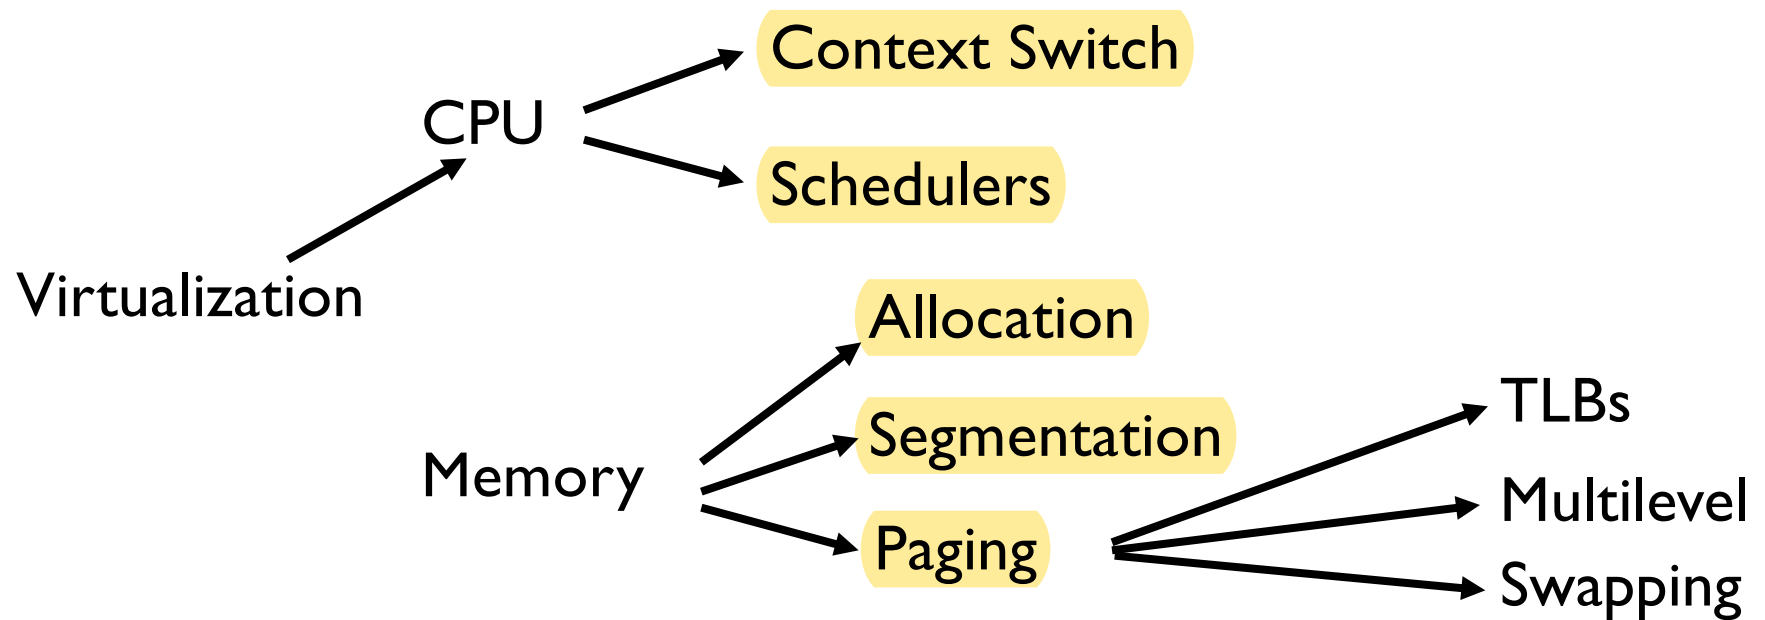 Context Switch
CPU
Schedulers
Virtualization
Allocation
TLBs
Segmentation
Memory
Multilevel
Paging
Swapping